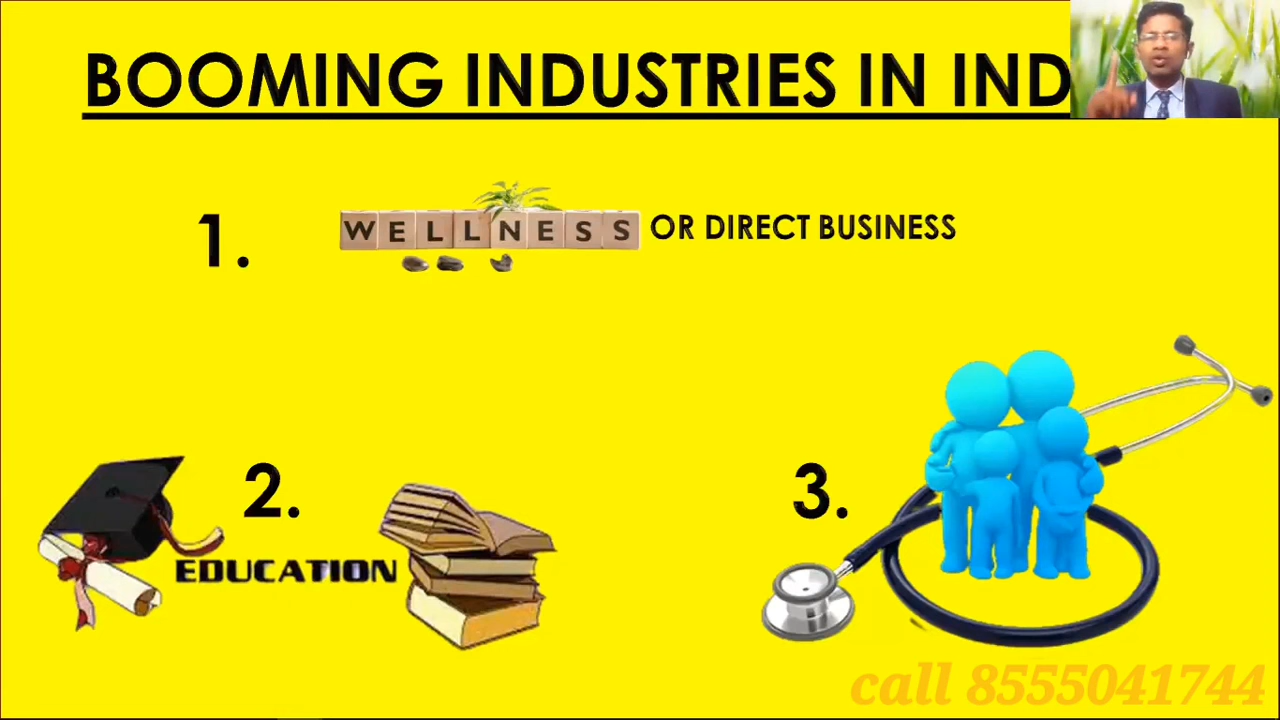 BOOMING INDUSTRIES IN IND
1. WELLNESS OR DIRECT BUSINESS
2.
EDUCATION
3.
call 8555041744